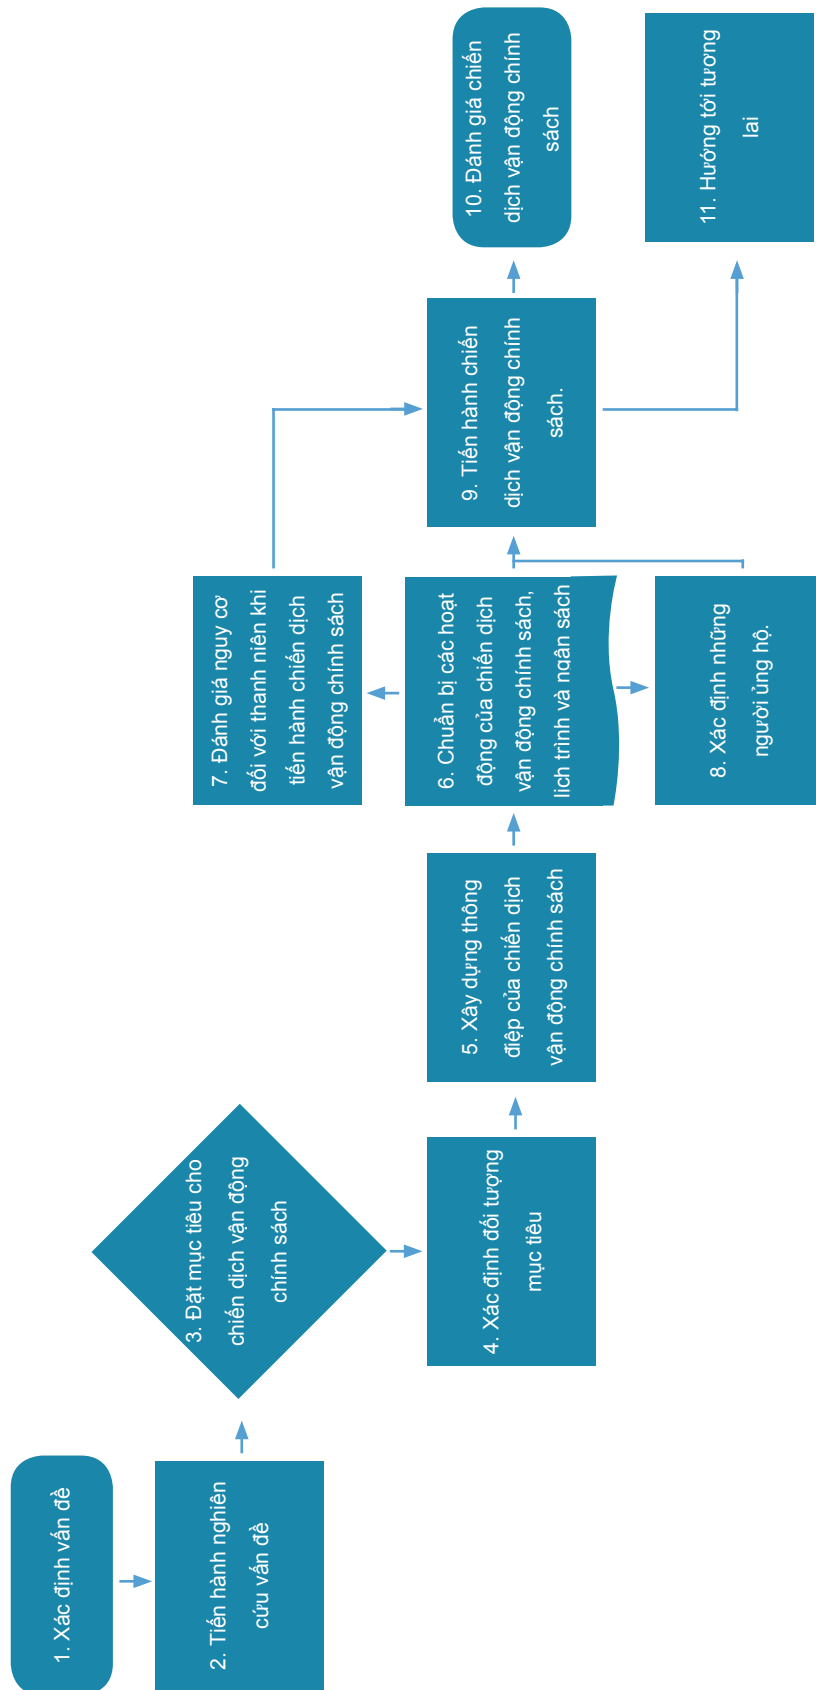 1. Xác định vấn đề
2. Tiến hành nghiên
cứu vấn đề
3. Đặt mục tiêu cho
chiến dịch vận động
chính sách
4. Xác định đối tượng
mục tiêu
5. Xây dựng thông
điệp của chiến dịch
vận động chính sách
6. Chuẩn bị các hoạt
động của chiến dịch
vận động chính sách,
lịch trình và ngân sách
7. Đánh giá nguy cơ
đối với thanh niên khi
tiến hành chiến dịch
vận động chính sách
8. Xác định những
người ủng hộ.
9. Tiến hành chiến
dịch vận động chính
sách.
10. Đánh giá chiến
dịch vận động chính
sách
11. Hướng tới tương
lai